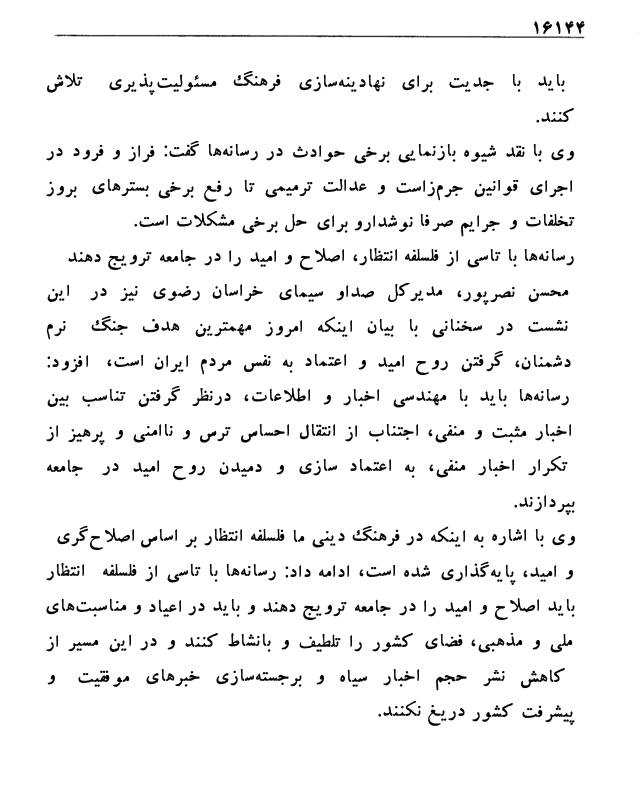 ۱۶۱۴۴
باید با جدیت برای نهادینه‌سازی فرهنگ مسئولیت‌پذیری تلاش
کنند.
وی با نقد شیوه بازنمایی برخی حوادث در رسانه‌ها گفت: فراز و فرود در
اجرای قوانین جرم‌زاست و عدالت ترمیمی تا رفع برخی بسترهای بروز
تخلفات و جرایم صرفا نوشدارو برای حل برخی مشکلات است.
رسانه‌ها با تاسی از فلسفه انتظار، اصلاح و امید را در جامعه ترویج دهند
محسن نصرپور، مدیرکل صداو سیمای خراسان رضوی نیز در این
نشست در سخنانی با بیان اینکه امروز مهمترین هدف جنگ نرم
دشمنان، گرفتن روح امید و اعتماد به نفس مردم ایران است، افزود:
رسانه‌ها باید با مهندسی اخبار و اطلاعات، درنظر گرفتن تناسب بین
اخبار مثبت و منفی، اجتناب از انتقال احساس ترس و ناامنی و پرهیز از
تکرار اخبار منفی، به اعتماد سازی و دمیدن روح امید در جامعه
بپردازند.
وی با اشاره به اینکه در فرهنگ دینی ما فلسفه انتظار بر اساس اصلاح‌گری
و امید، پایه‌گذاری شده است، ادامه داد: رسانه‌ها با تاسی از فلسفه انتظار
باید اصلاح و امید را در جامعه ترویج دهند و باید در اعیاد و مناسبت‌های
ملی و مذهبی، فضای کشور را تلطیف و بانشاط کنند و در این مسیر از
کاهش نشر حجم اخبار سیاه و برجسته‌سازی خبرهای موفقیت و
پیشرفت کشور دریغ نکنند.